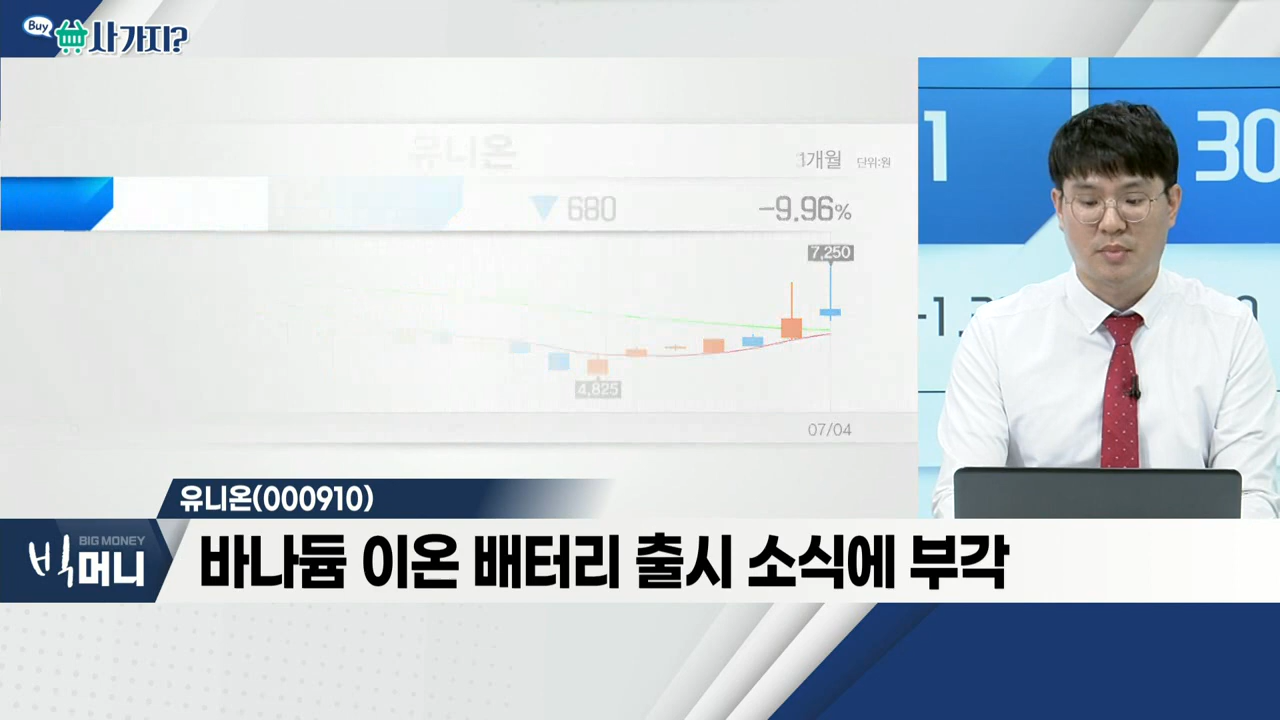 Buy
사가지?
유니온
1개월 단위:원
▼ 680 -9.96%
7,250
4,825
07/04
1 30
유니온(000910)
BIG MONEY
빅머니
바나듐 이온 배터리 출시 소식에 부각